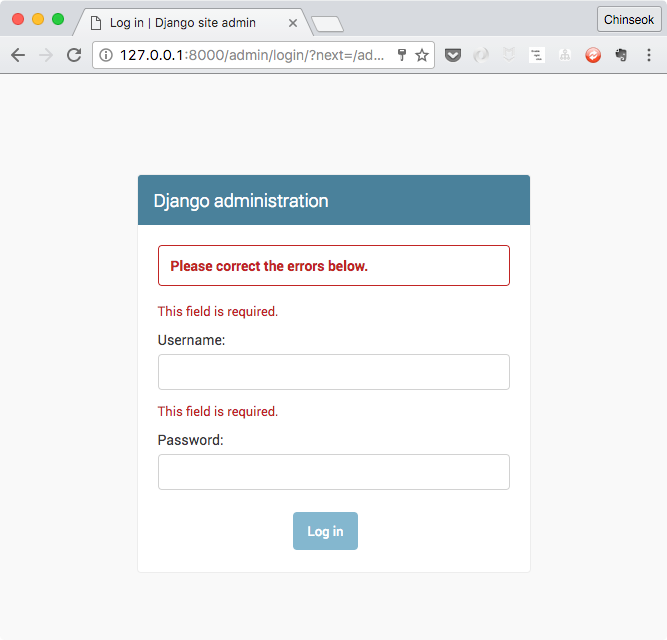 Log in | Django site admin
Chinseok
127.0.0.1:8000/admin/login/?next=/ad...
Django administration
Please correct the errors below.
This field is required.
Username:
This field is required.
Password:
Log in